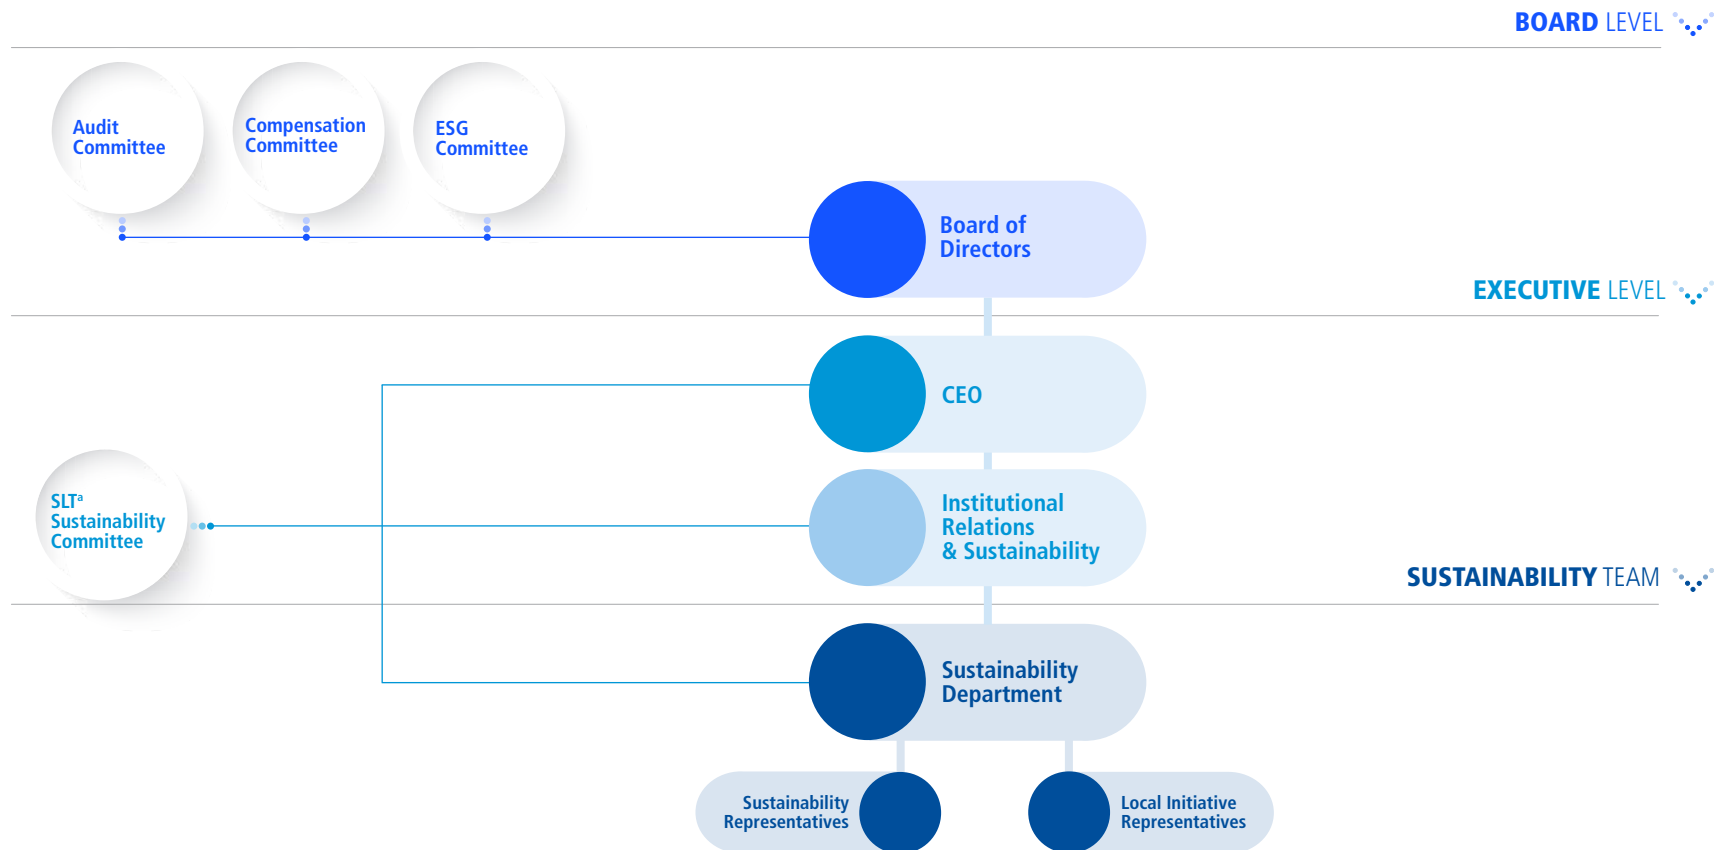 BOARD LEVEL
Audit
Committee
Compensation
Committee
ESG
Committee
Board of
Directors
EXECUTIVE LEVEL
CEO
SLTª
Sustainability
Committee
Institutional
Relations
& Sustainability
SUSTAINABILITY TEAM
Sustainability
Department
Sustainability
Representatives
Local Initiative
Representatives